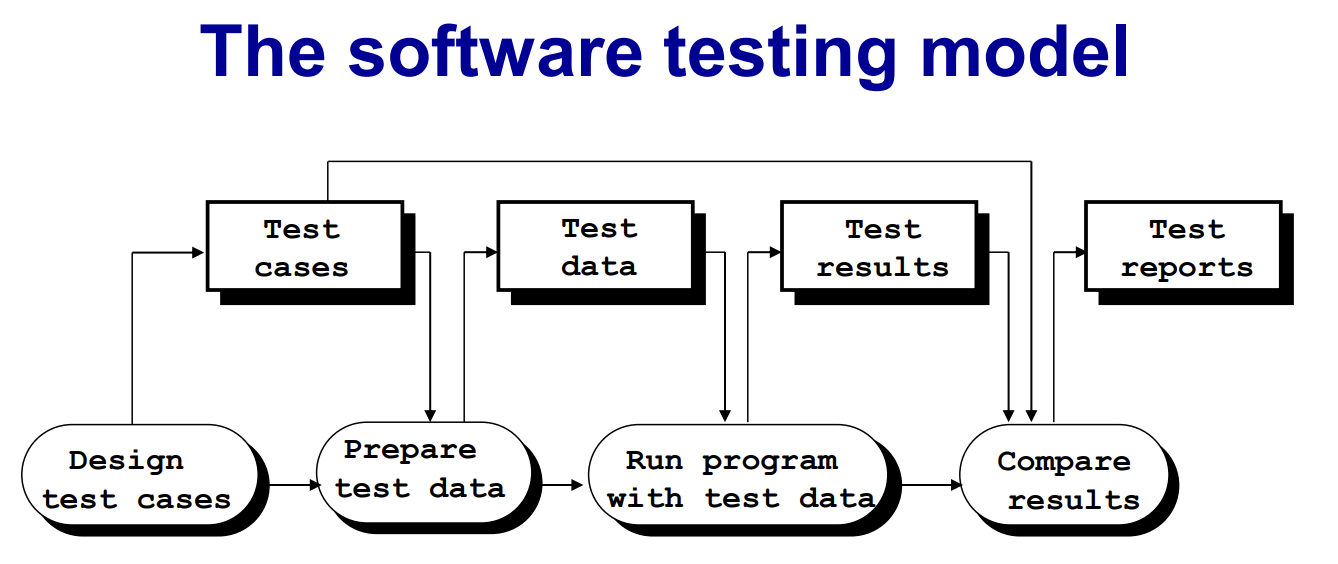 The software testing model
Test
cases
Test
data
Test
results
Test
reports
Design
test cases
Prepare
test data
Run program
with test data
Compare
results